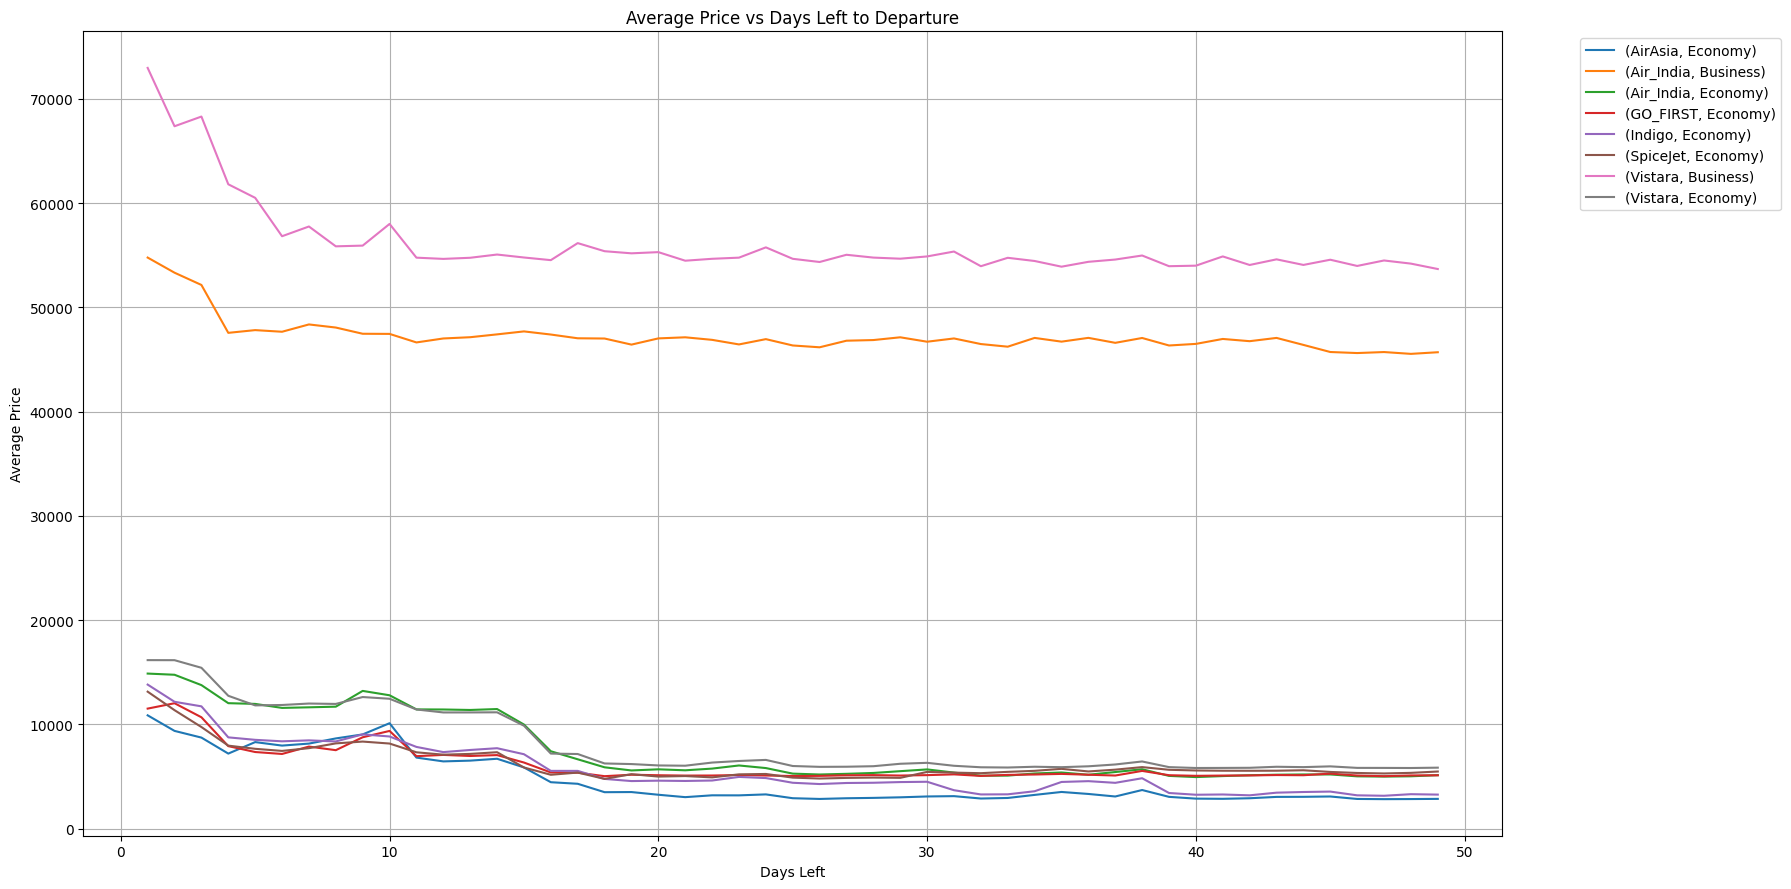 Average Price vs Days Left to Departure
Average Price
70000
60000
50000
40000
30000
20000
10000
0
0 10 20 30 40 50
Days Left
(AirAsia, Economy)
(Air_India, Business)
(Air_India, Economy)
(GO_FIRST, Economy)
(Indigo, Economy)
(SpiceJet, Economy)
(Vistara, Business)
(Vistara, Economy)